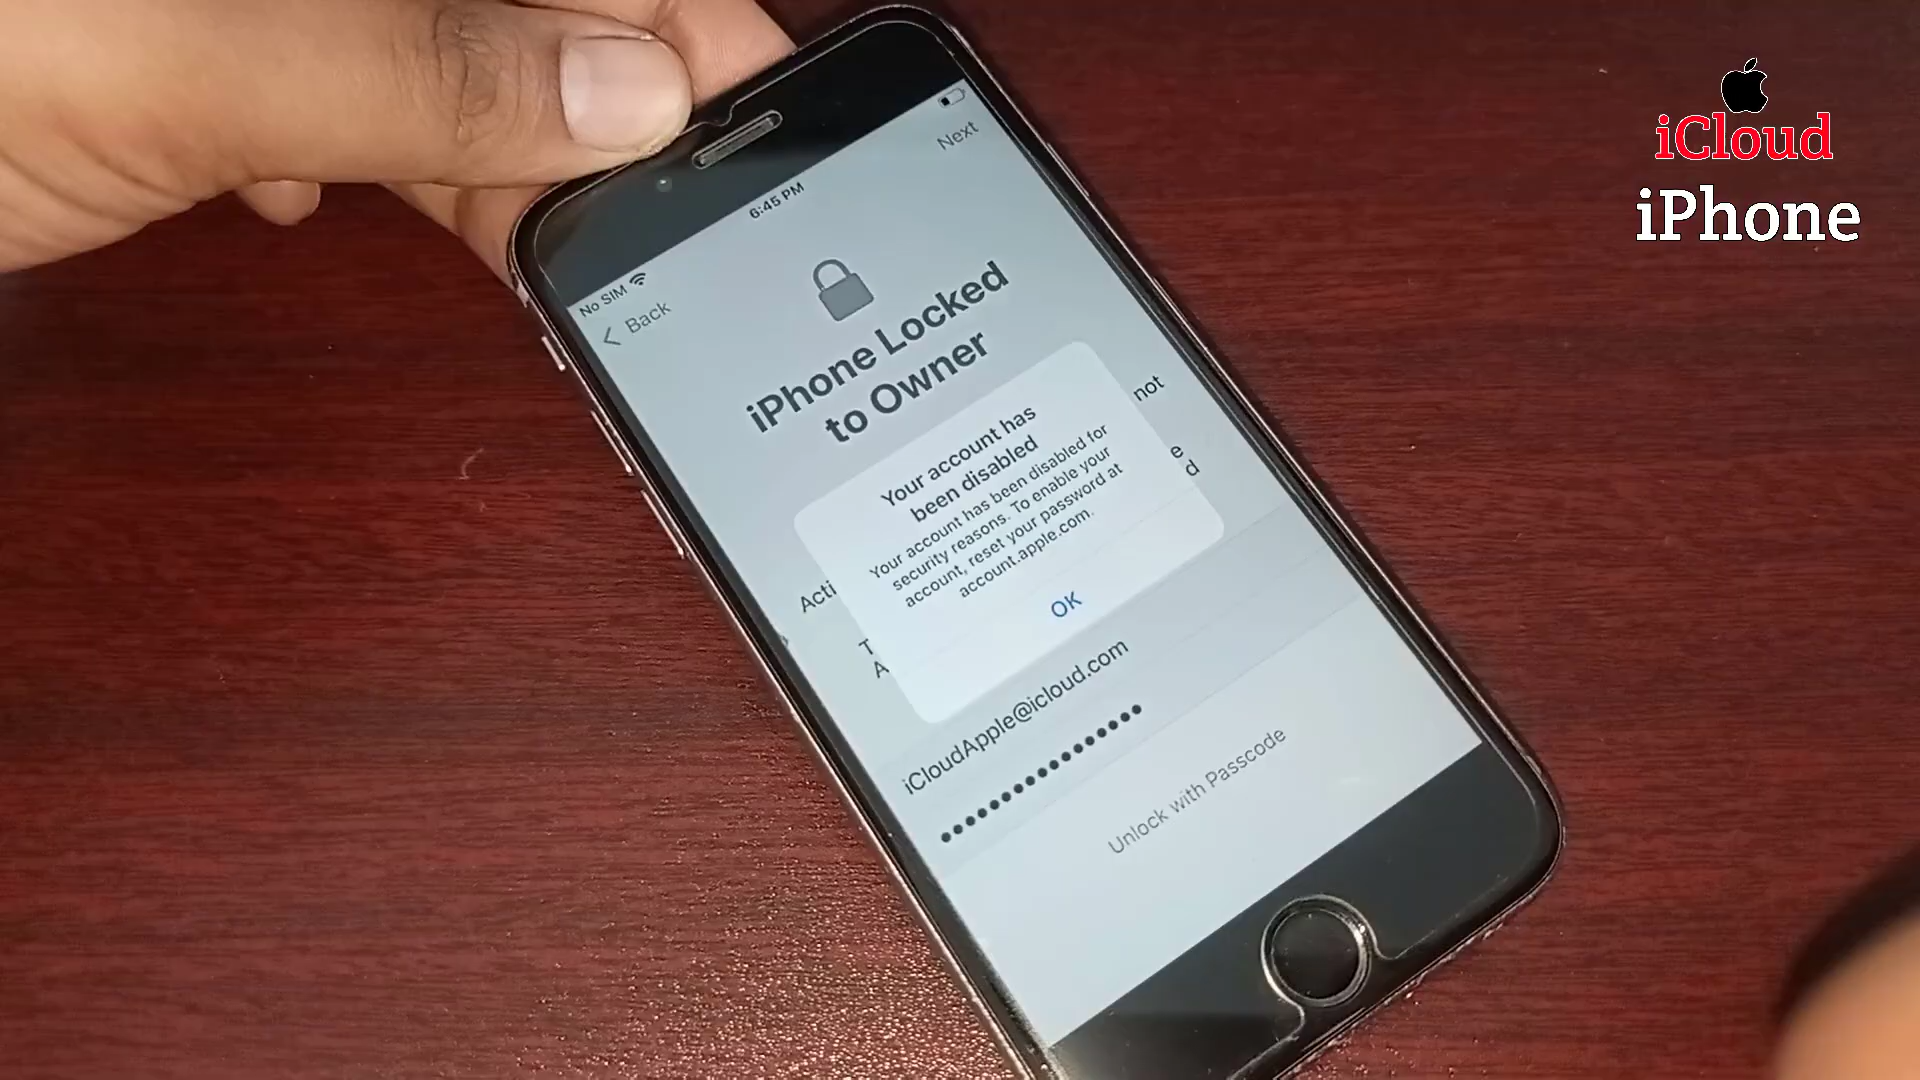 iCloud
iPhone
No SIM
6:45 PM
Back
Next
iPhone Locked
to Owner
not
e
d
Acti
T
A
Your account has
been disabled
Your account has been disabled for
security reasons. To enable your
account, reset your password at
account.apple.com.
OK
iCloudApple@icloud.com
Unlock with Passcode